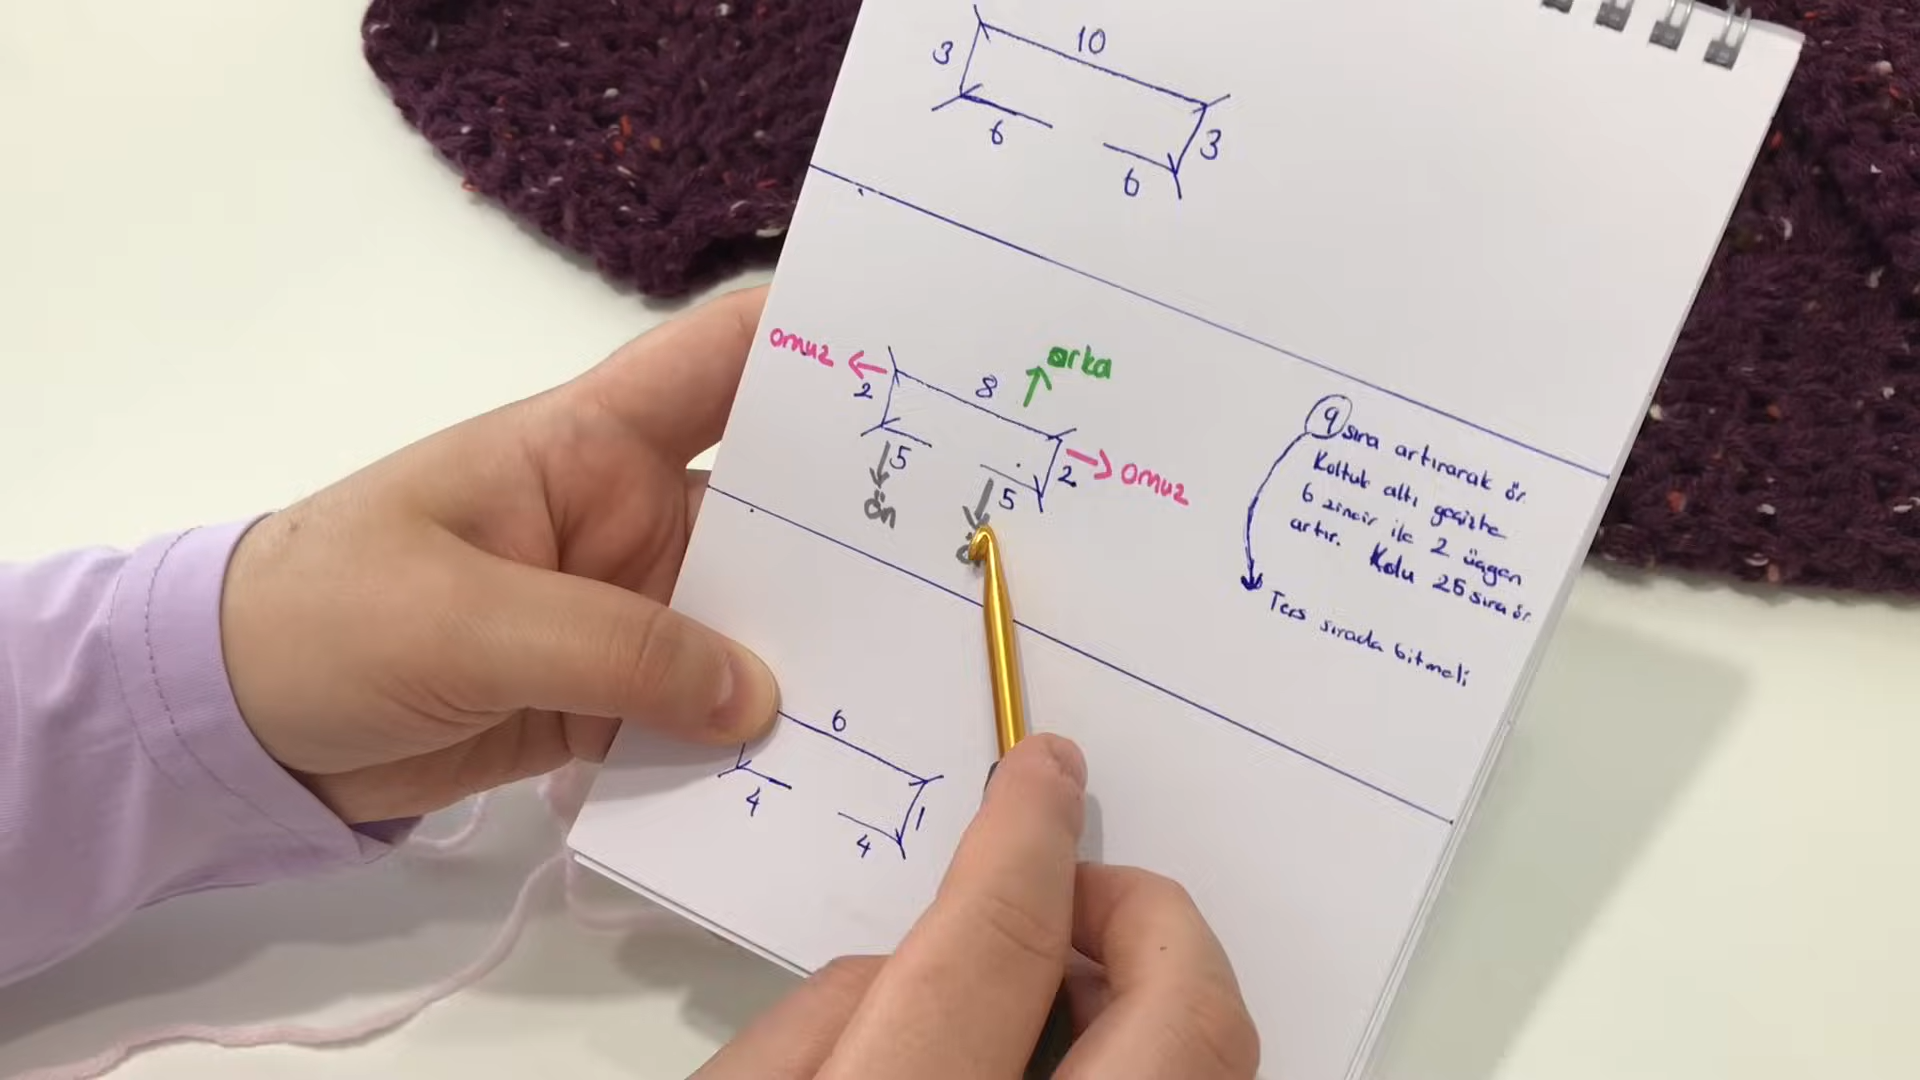 10
3
3
6
6
omuz
arka
8
2
2
omuz
5
5
ön
9 sıra artırarak ör
Koltuk altı geçişte
6 zincir ile 2 üçgen
artır. Kolu 25 sıra ör.
Ters sırada bitmeli
6
4
1
4